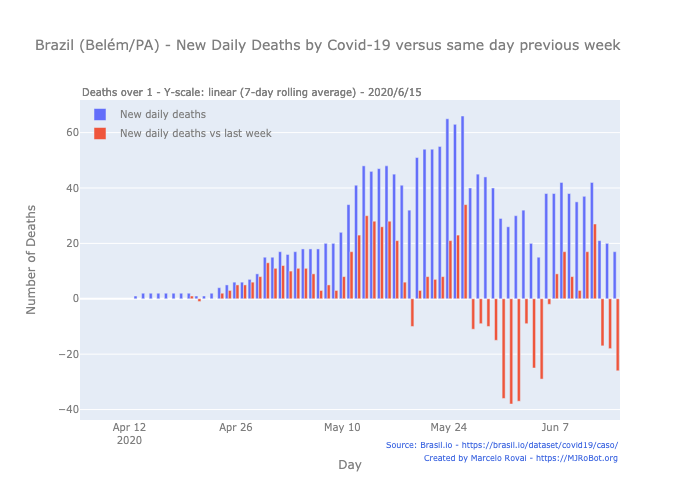 Brazil (Belém/PA) - New Daily Deaths by Covid-19 versus same day previous week
Deaths over 1 - Y-scale: linear (7-day rolling average) - 2020/6/15
New daily deaths
New daily deaths vs last week
60
40
20
0
−20
−40
Number of Deaths
Apr 12 Apr 26 May 10 May 24 Jun 7
2020
Day
Source: Brasil.io - https://brasil.io/dataset/covid19/caso/
Created by Marcelo Rovai - https://MJRoBot.org